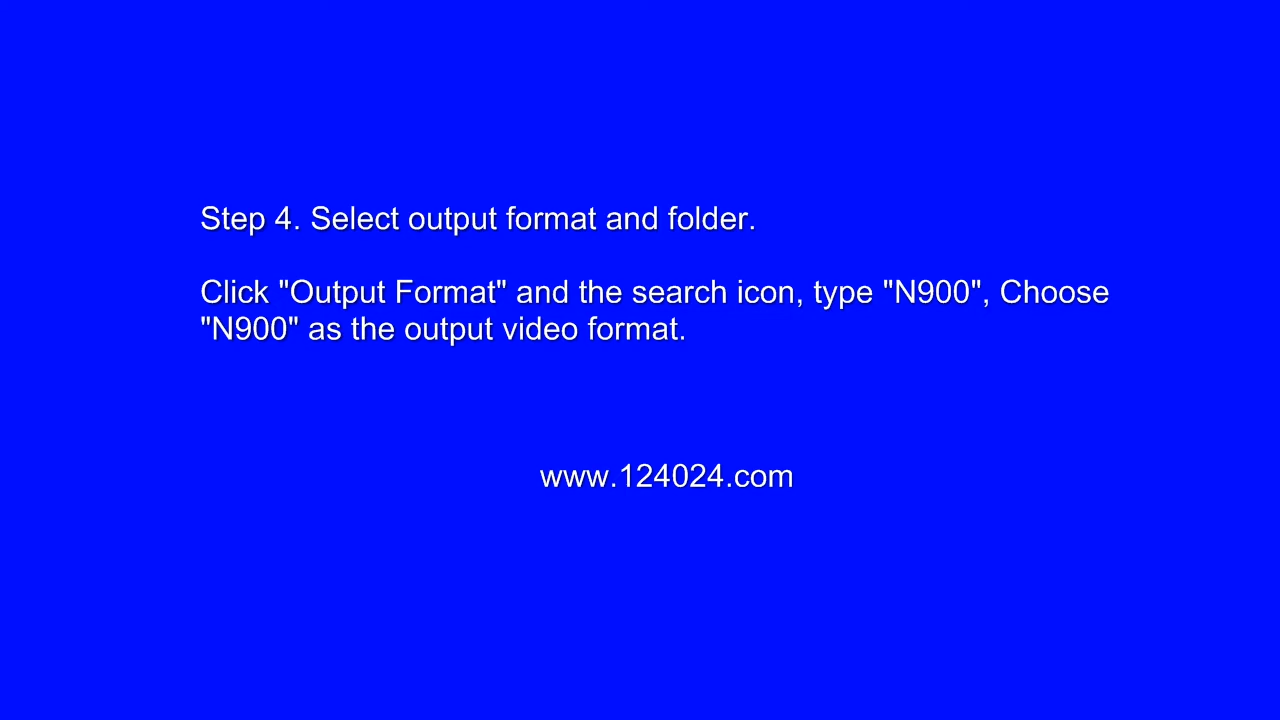 Step 4. Select output format and folder.
Click "Output Format" and the search icon, type "N900", Choose
"N900" as the output video format.
www.124024.com